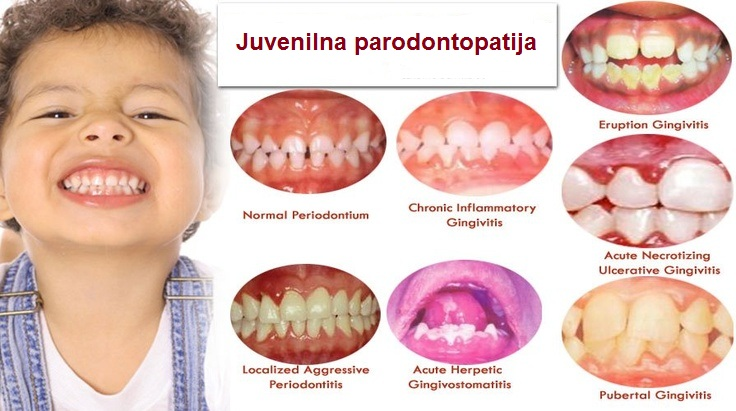 Juvenilna parodontopatija
Eruption Gingivitis
Normal Periodontium
Chronic Inflammatory
Gingivitis
Acute Necrotizing
Ulcerative Gingivitis
Localized Aggressive
Periodontitis
Acute Herpetic
Gingivostomatitis
Pubertal Gingivitis